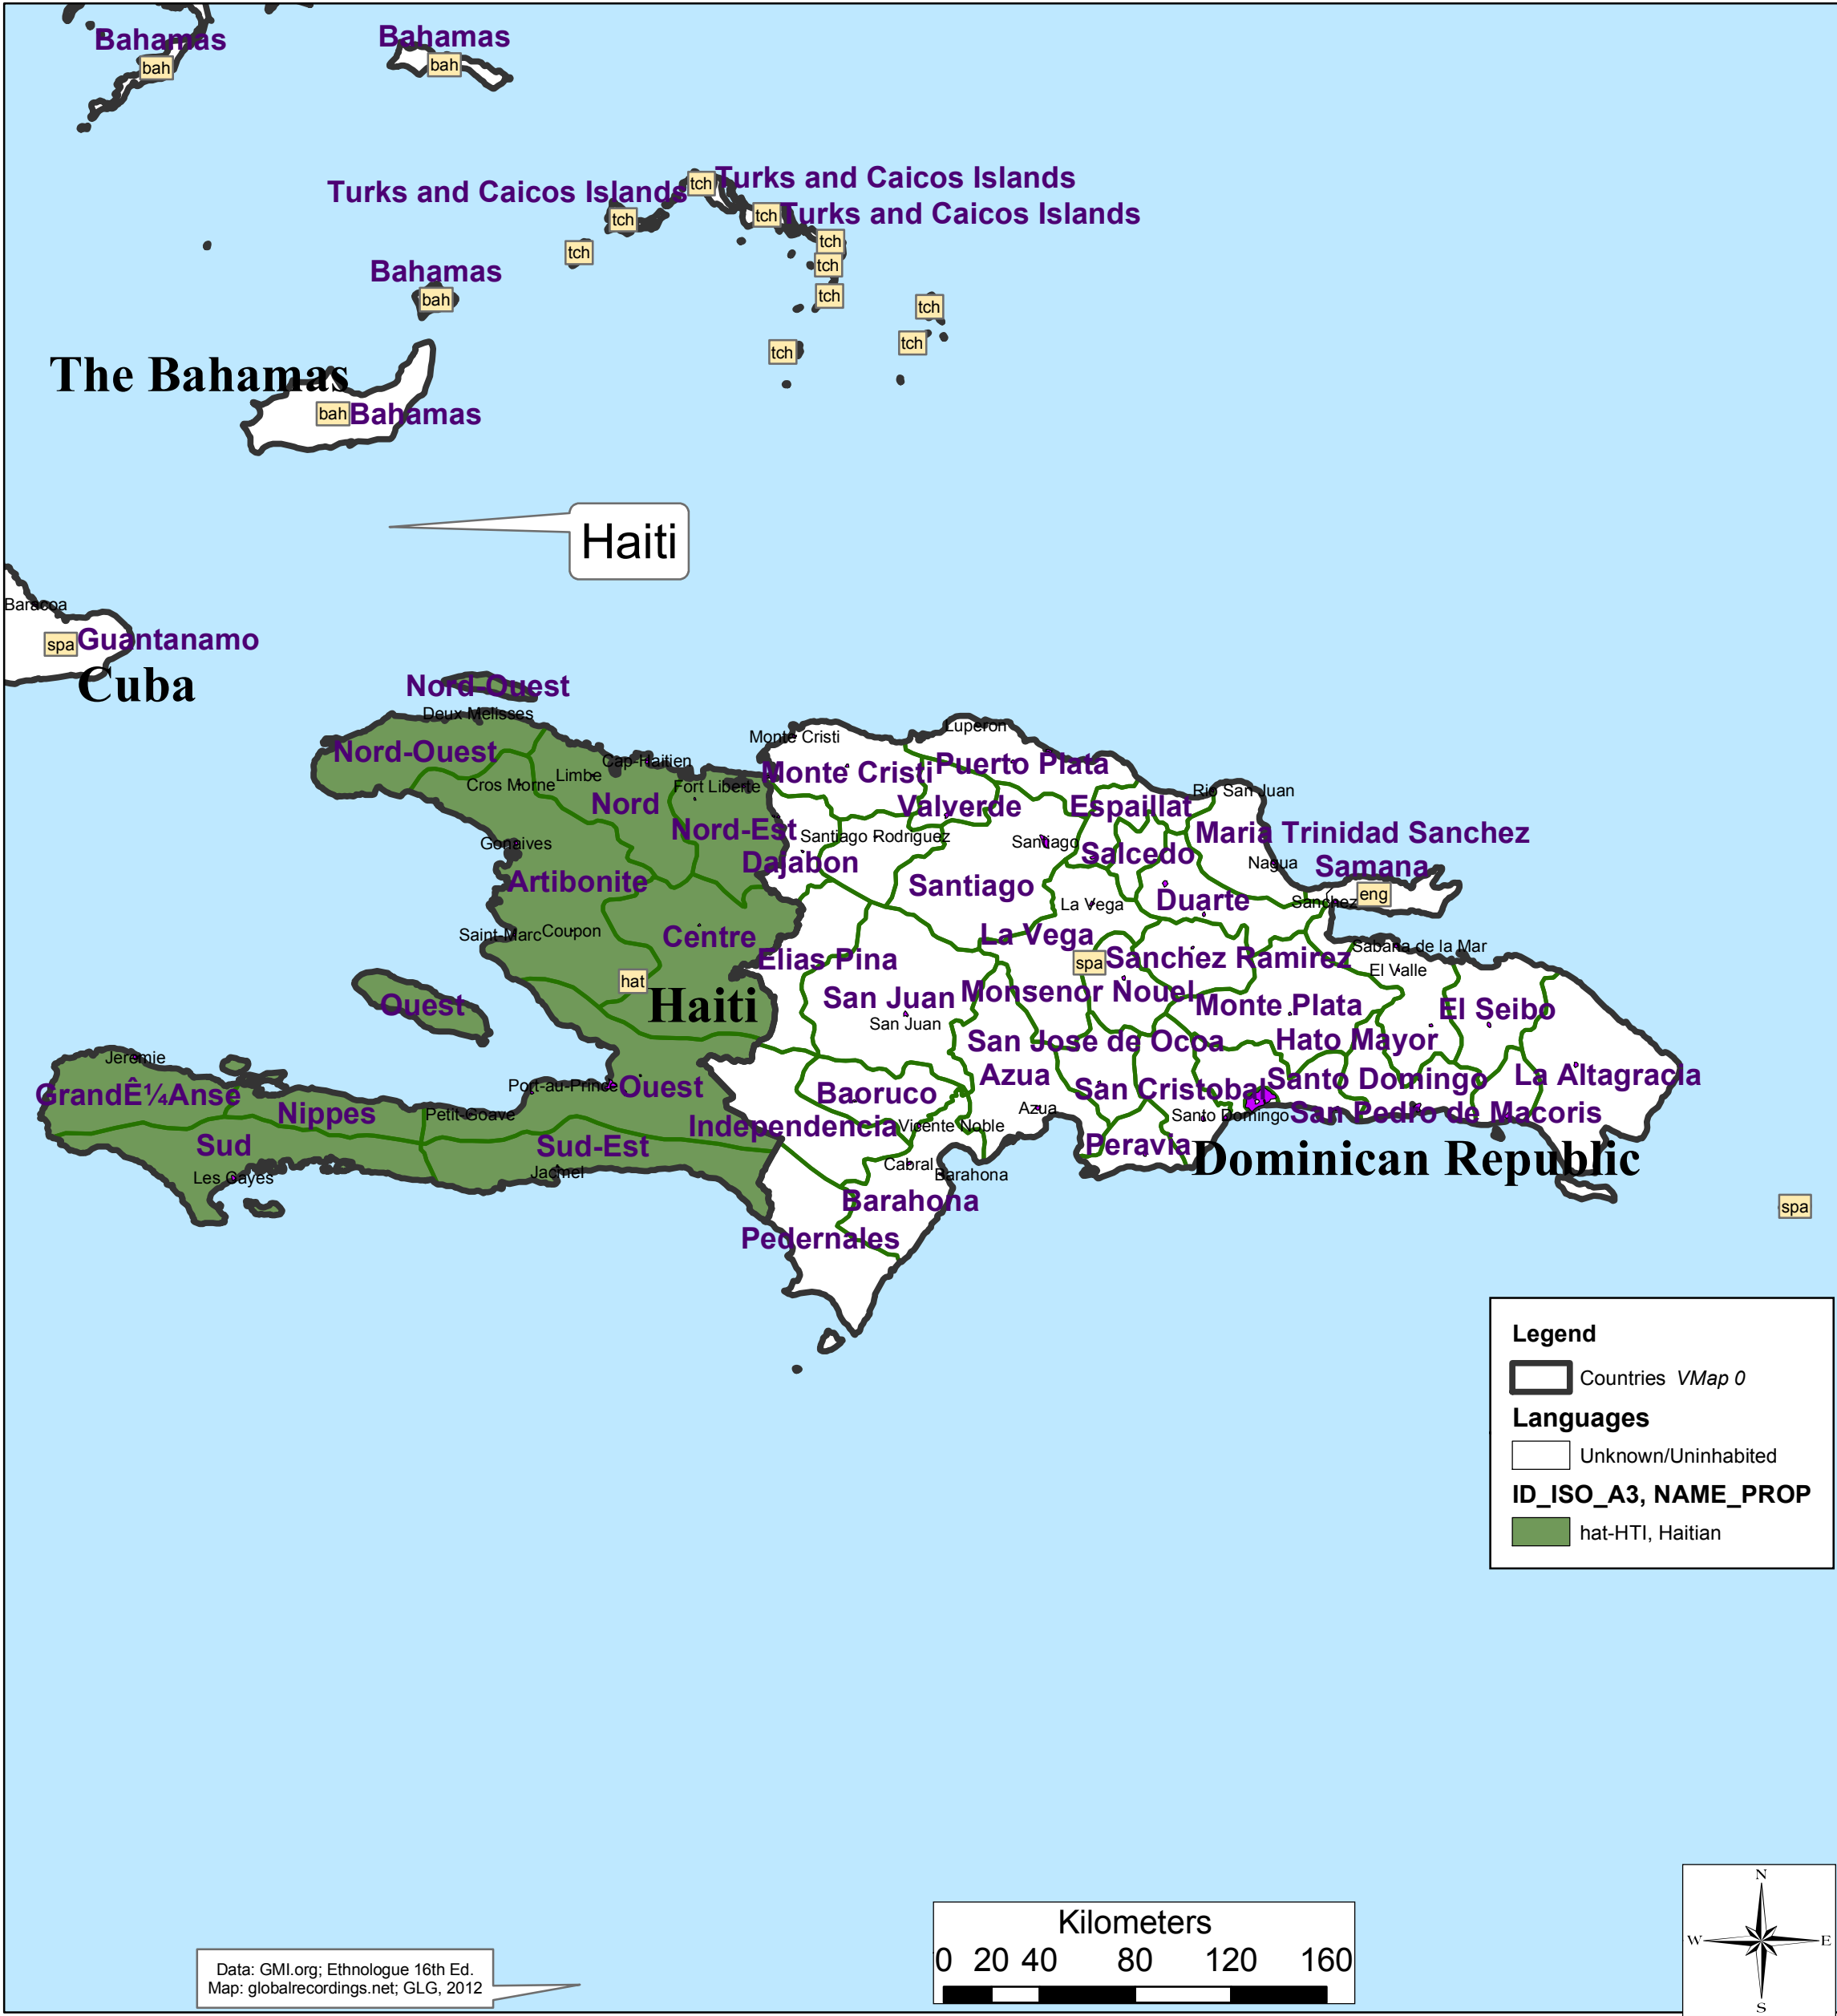 Bahamas
bah
Bahamas
bah
Turks and Caicos Islands
tch
Turks and Caicos Islands
tch
Turks and Caicos Islands
tch
tch
tch
tch
tch
tch
tch
tch
Bahamas
bah
The Bahamas
bah
Bahamas
Haiti
Baracoa
spa
Guantanamo
Cuba
Nord-Ouest
Deux Melisses
Nord-Ouest
Cap-Haitien
Limbe
Cros Morne
Fort Liberte
Nord
Nord-Est
Gonaives
Artibonite
Saint-Marc
Coupon
Centre
hat
Haiti
Ouest
Jeremie
GrandÊ¼Anse
Nippes
Port-au-Prince
Ouest
Petit-Goave
Sud
Sud-Est
Les Cayes
Jacmel
Monte Cristi
Luperon
Monte Cristi
Puerto Plata
Rio San Juan
Valverde
Espaillat
Santiago Rodriguez
Santiago
Maria Trinidad Sanchez
Dajabon
Salcedo
Nagua
Samana
Santiago
eng
La Vega
Duarte
Sanchez
La Vega
Sabana de la Mar
Elias Pina
spa
Sanchez Ramirez
El Valle
San Juan
Monsenor Nouel
Monte Plata
El Seibo
San Juan
San Jose de Ocoa
Hato Mayor
Azua
San Cristobal
Santo Domingo
La Altagracia
Baoruco
Azua
Santo Domingo
San Pedro de Macoris
Independencia
Vicente Noble
Peravia
Dominican Republic
Cabral
Barahona
Barahona
Pedernales
spa
Legend
Countries VMap 0
Languages
Unknown/Uninhabited
ID_ISO_A3, NAME_PROP
hat-HTI, Haitian
Kilometers
0 20 40 80 120 160
Data: GMI.org; Ethnologue 16th Ed.
Map: globalrecordings.net; GLG, 2012
N
W
E
S